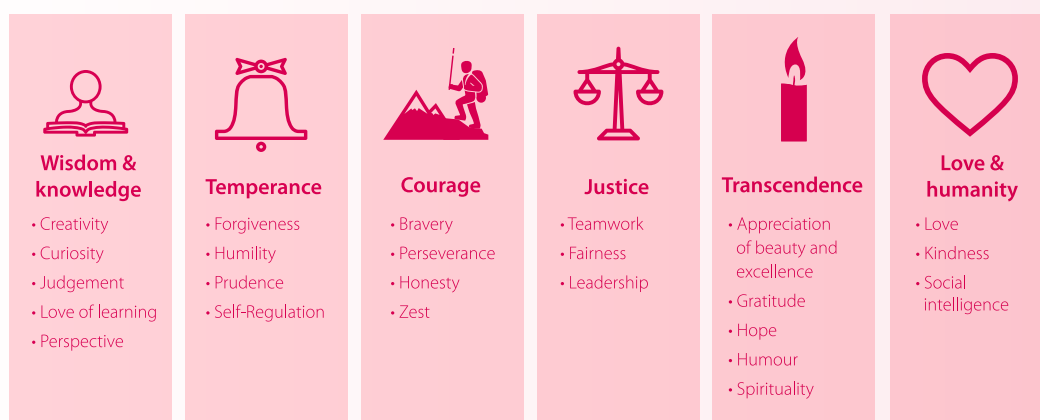 Wisdom &
knowledge
• Creativity
• Curiosity
• Judgement
• Love of learning
• Perspective
Temperance
• Forgiveness
• Humility
• Prudence
• Self-Regulation
Courage
• Bravery
• Perseverance
• Honesty
• Zest
Justice
• Teamwork
• Fairness
• Leadership
Transcendence
• Appreciation
of beauty and
excellence
• Gratitude
• Hope
• Humour
• Spirituality
Love &
humanity
• Love
• Kindness
• Social
intelligence